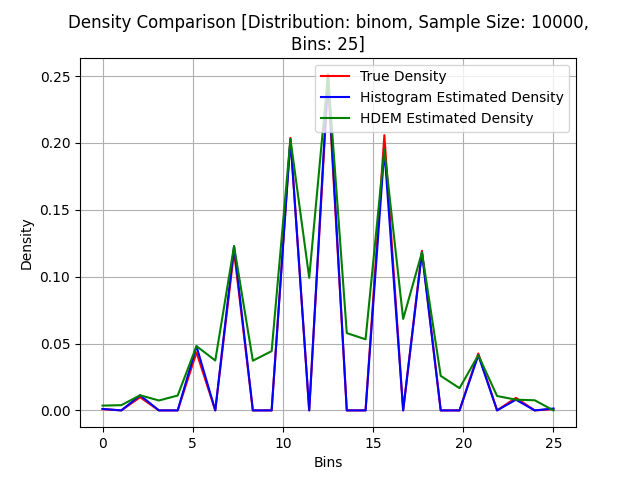 Density Comparison [Distribution: binom, Sample Size: 10000,
Bins: 25]
True Density
Histogram Estimated Density
HDEM Estimated Density
0.25
0.20
0.15
0.10
0.05
0.00
Density
0 5 10 15 20 25
Bins